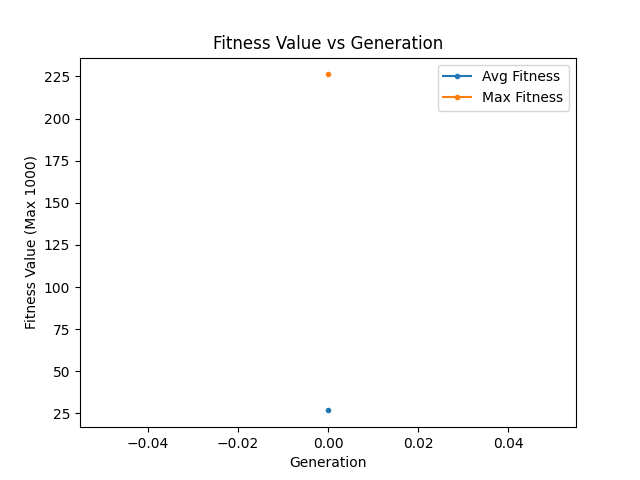 Fitness Value vs Generation
Avg Fitness
Max Fitness
Fitness Value (Max 1000)
225
200
175
150
125
100
75
50
25
−0.04
−0.02
0.00
0.02
0.04
Generation